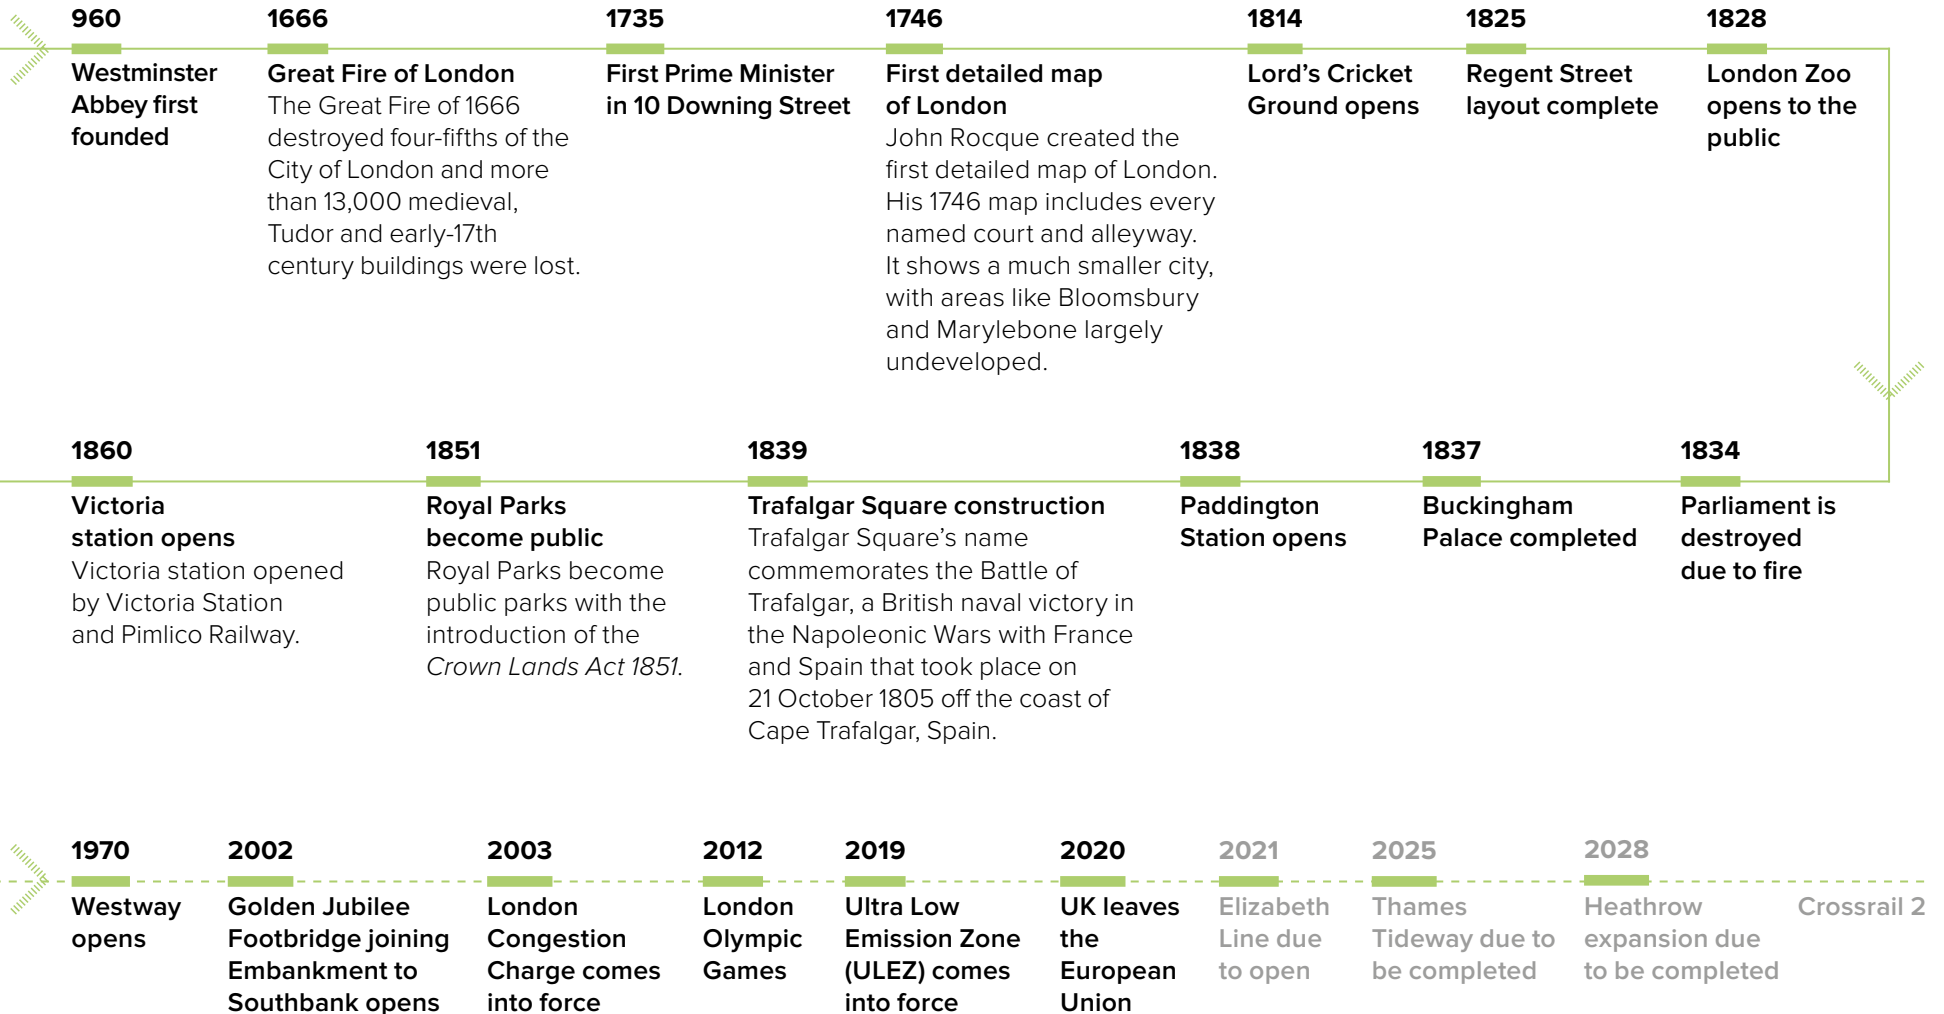 960
Westminster
Abbey first
founded
1666
Great Fire of London
The Great Fire of 1666
destroyed four-fifths of the
City of London and more
than 13,000 medieval,
Tudor and early-17th
century buildings were lost.
1735
First Prime Minister
in 10 Downing Street
1746
First detailed map
of London
John Rocque created the
first detailed map of London.
His 1746 map includes every
named court and alleyway.
It shows a much smaller city,
with areas like Bloomsbury
and Marylebone largely
undeveloped.
1814
Lord’s Cricket
Ground opens
1825
Regent Street
layout complete
1828
London Zoo
opens to the
public
1860
Victoria
station opens
Victoria station opened
by Victoria Station
and Pimlico Railway.
1851
Royal Parks
become public
Royal Parks become
public parks with the
introduction of the
Crown Lands Act 1851.
1839
Trafalgar Square construction
Trafalgar Square’s name
commemorates the Battle of
Trafalgar, a British naval victory in
the Napoleonic Wars with France
and Spain that took place on
21 October 1805 off the coast of
Cape Trafalgar, Spain.
1838
Paddington
Station opens
1837
Buckingham
Palace completed
1834
Parliament is
destroyed
due to fire
1970
Westway
opens
2002
Golden Jubilee
Footbridge joining
Embankment to
Southbank opens
2003
London
Congestion
Charge comes
into force
2012
London
Olympic
Games
2019
Ultra Low
Emission Zone
(ULEZ) comes
into force
2020
UK leaves
the
European
Union
2021
Elizabeth
Line due
to open
2025
Thames
Tideway due to
be completed
2028
Heathrow
expansion due
to be completed
Crossrail 2